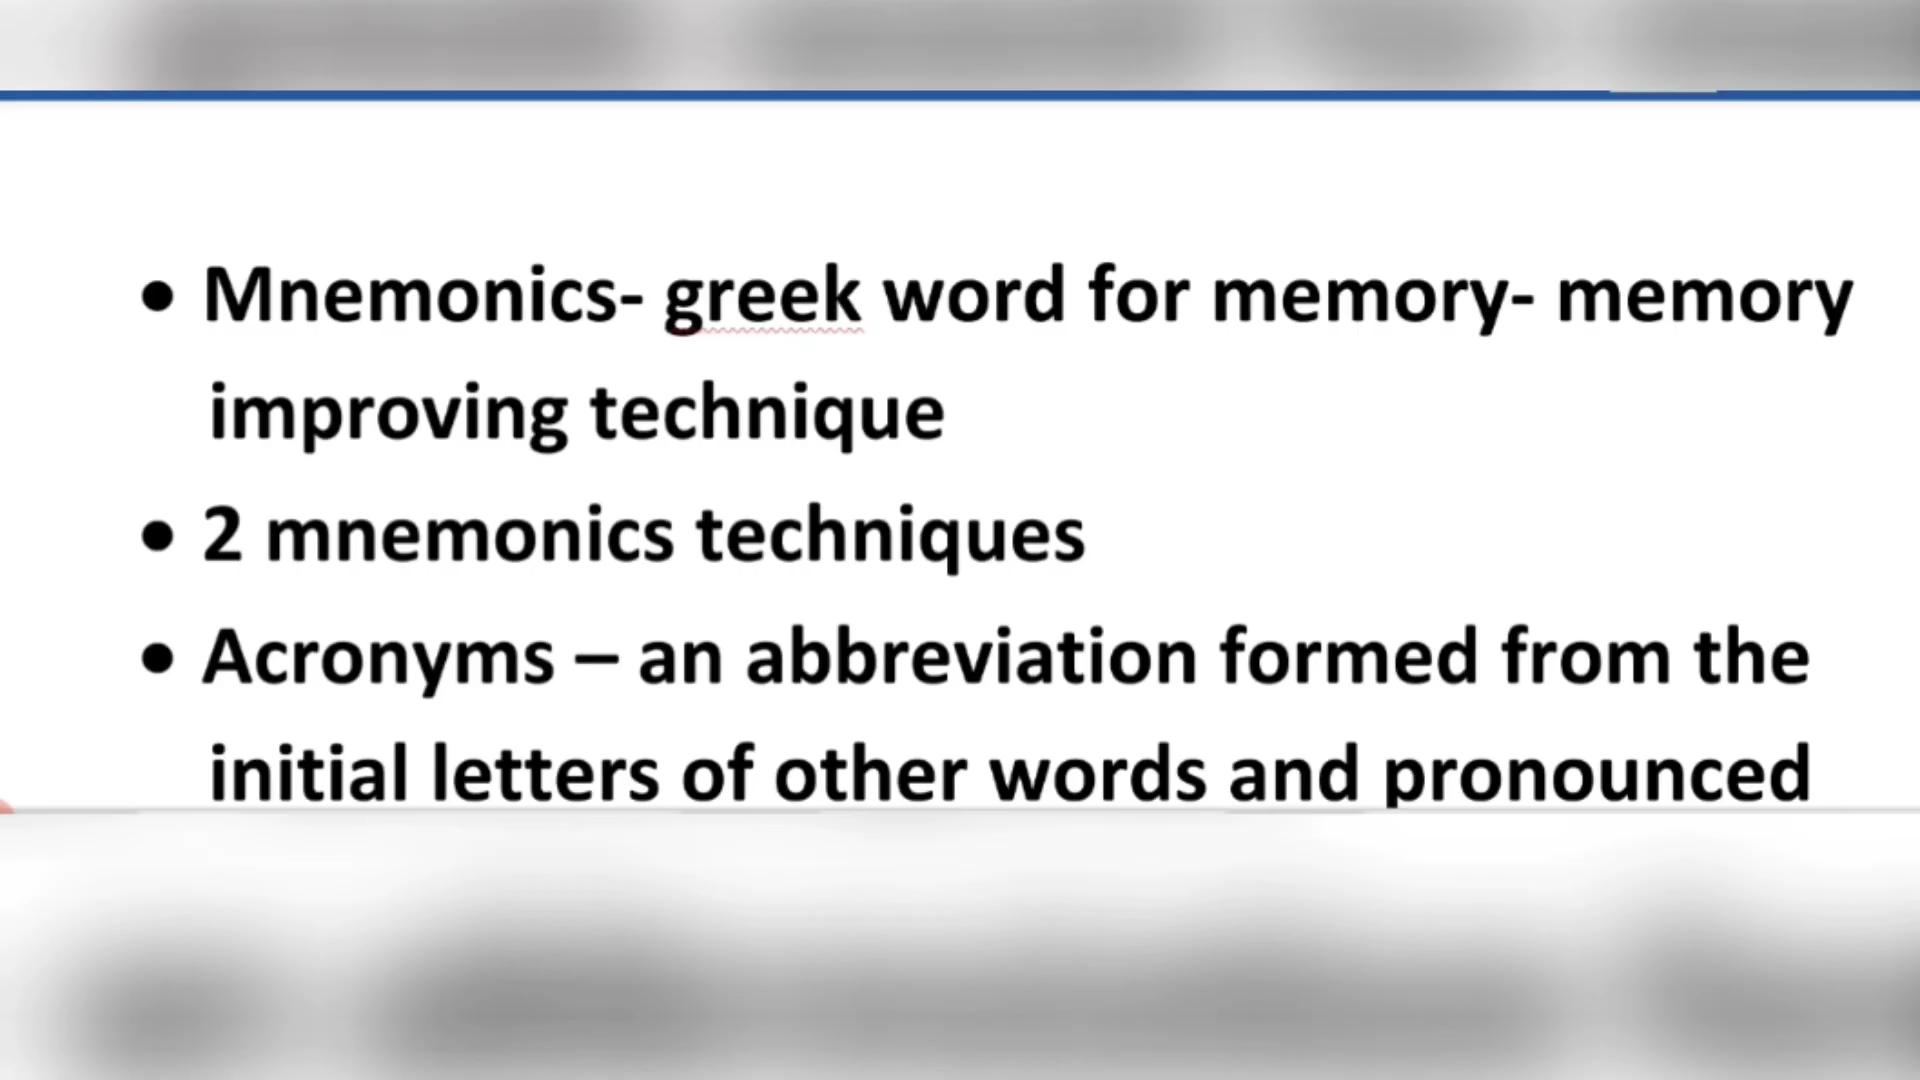 • Mnemonics- greek word for memory- memory
improving technique
• 2 mnemonics techniques
• Acronyms – an abbreviation formed from the
initial letters of other words and pronounced